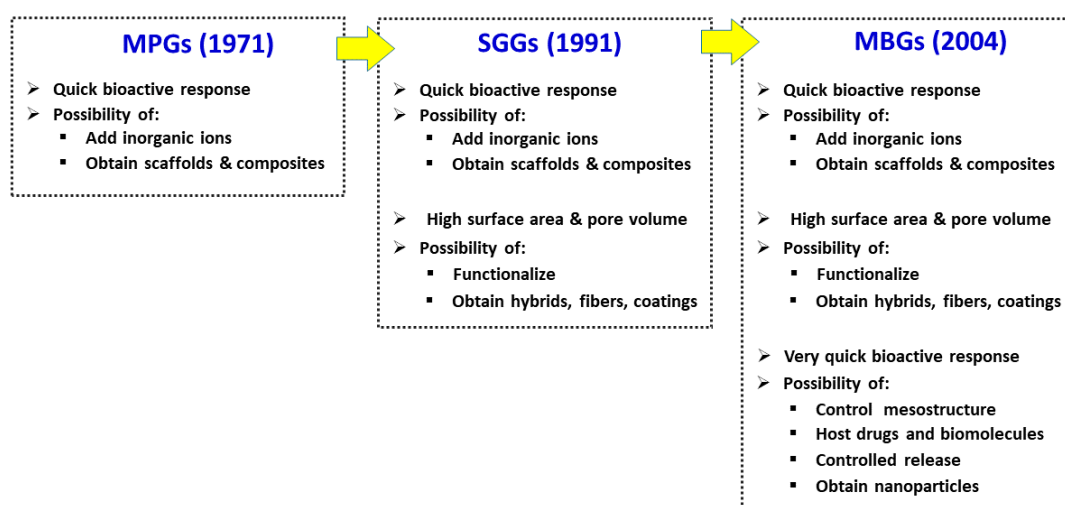 MPGs (1971)
➢ Quick bioactive response
➢ Possibility of:
▪ Add inorganic ions
▪ Obtain scaffolds & composites
SGGs (1991)
➢ Quick bioactive response
➢ Possibility of:
▪ Add inorganic ions
▪ Obtain scaffolds & composites
➢ High surface area & pore volume
➢ Possibility of:
▪ Functionalize
▪ Obtain hybrids, fibers, coatings
MBGs (2004)
➢ Quick bioactive response
➢ Possibility of:
▪ Add inorganic ions
▪ Obtain scaffolds & composites
➢ High surface area & pore volume
➢ Possibility of:
▪ Functionalize
▪ Obtain hybrids, fibers, coatings
➢ Very quick bioactive response
➢ Possibility of:
▪ Control mesostructure
▪ Host drugs and biomolecules
▪ Controlled release
▪ Obtain nanoparticles